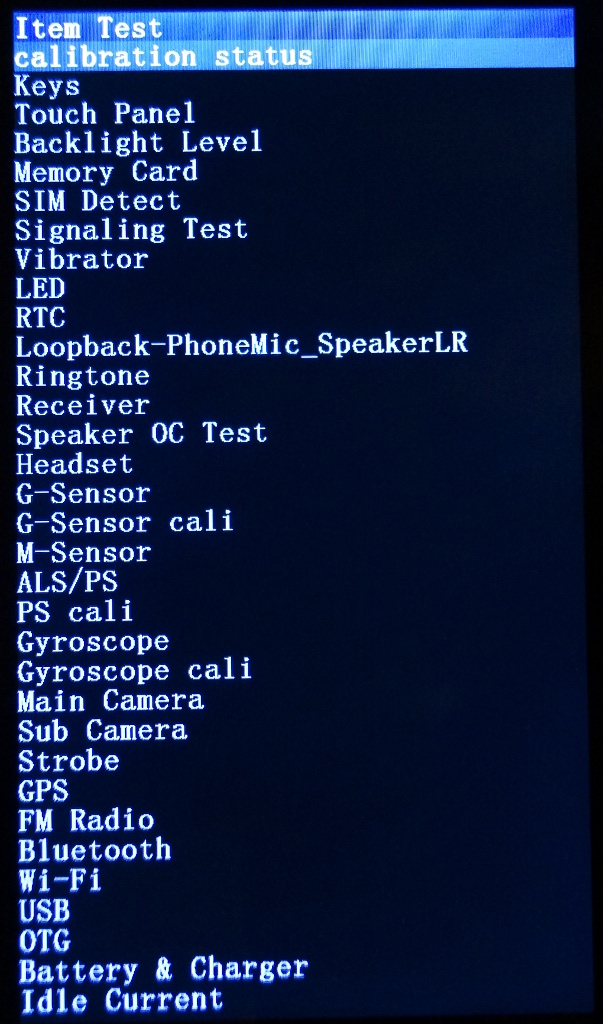 Item Test
calibration status
Keys
Touch Panel
Backlight Level
Memory Card
SIM Detect
Signaling Test
Vibrator
LED
RTC
Loopback-PhoneMic_SpeakerLR
Ringtone
Receiver
Speaker OC Test
Headset
G-Sensor
G-Sensor cali
M-Sensor
ALS/PS
PS cali
Gyroscope
Gyroscope cali
Main Camera
Sub Camera
Strobe
GPS
FM Radio
Bluetooth
Wi-Fi
USB
OTG
Battery & Charger
Idle Current